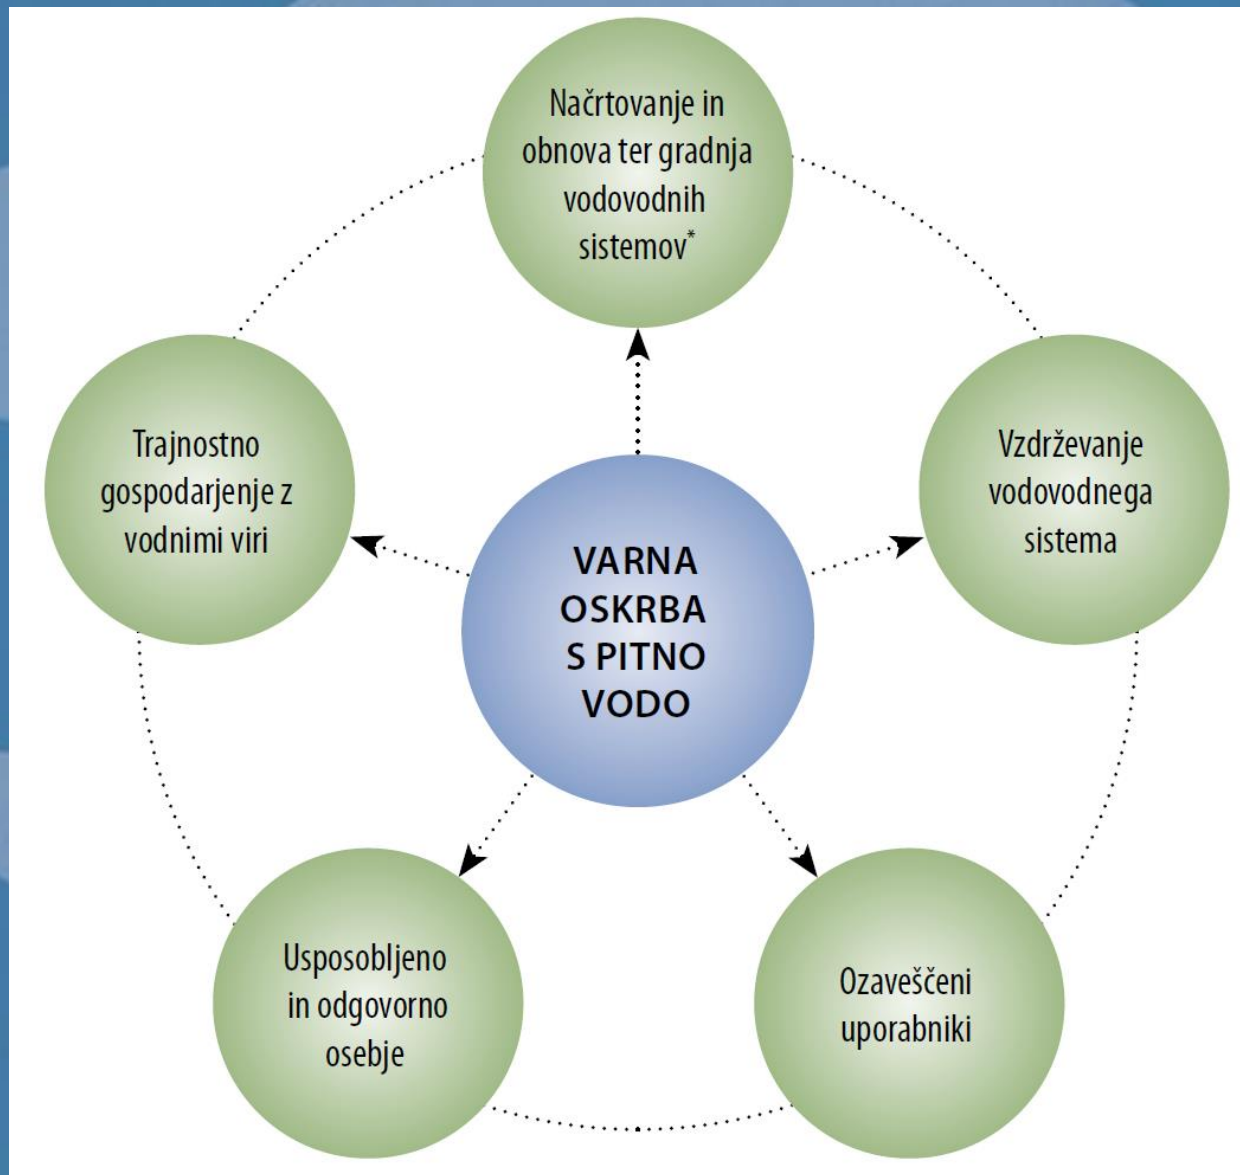 Načrtovanje in
obnova ter gradnja
vodovodnih
sistemov*
Trajnostno
gospodarjenje z
vodnimi viri
Vzdrževanje
vodovodnega
sistema
VARNA
OSKRBA
S PITNO
VODO
Usposobljeno
in odgovorno
osebje
Ozaveščeni
uporabniki